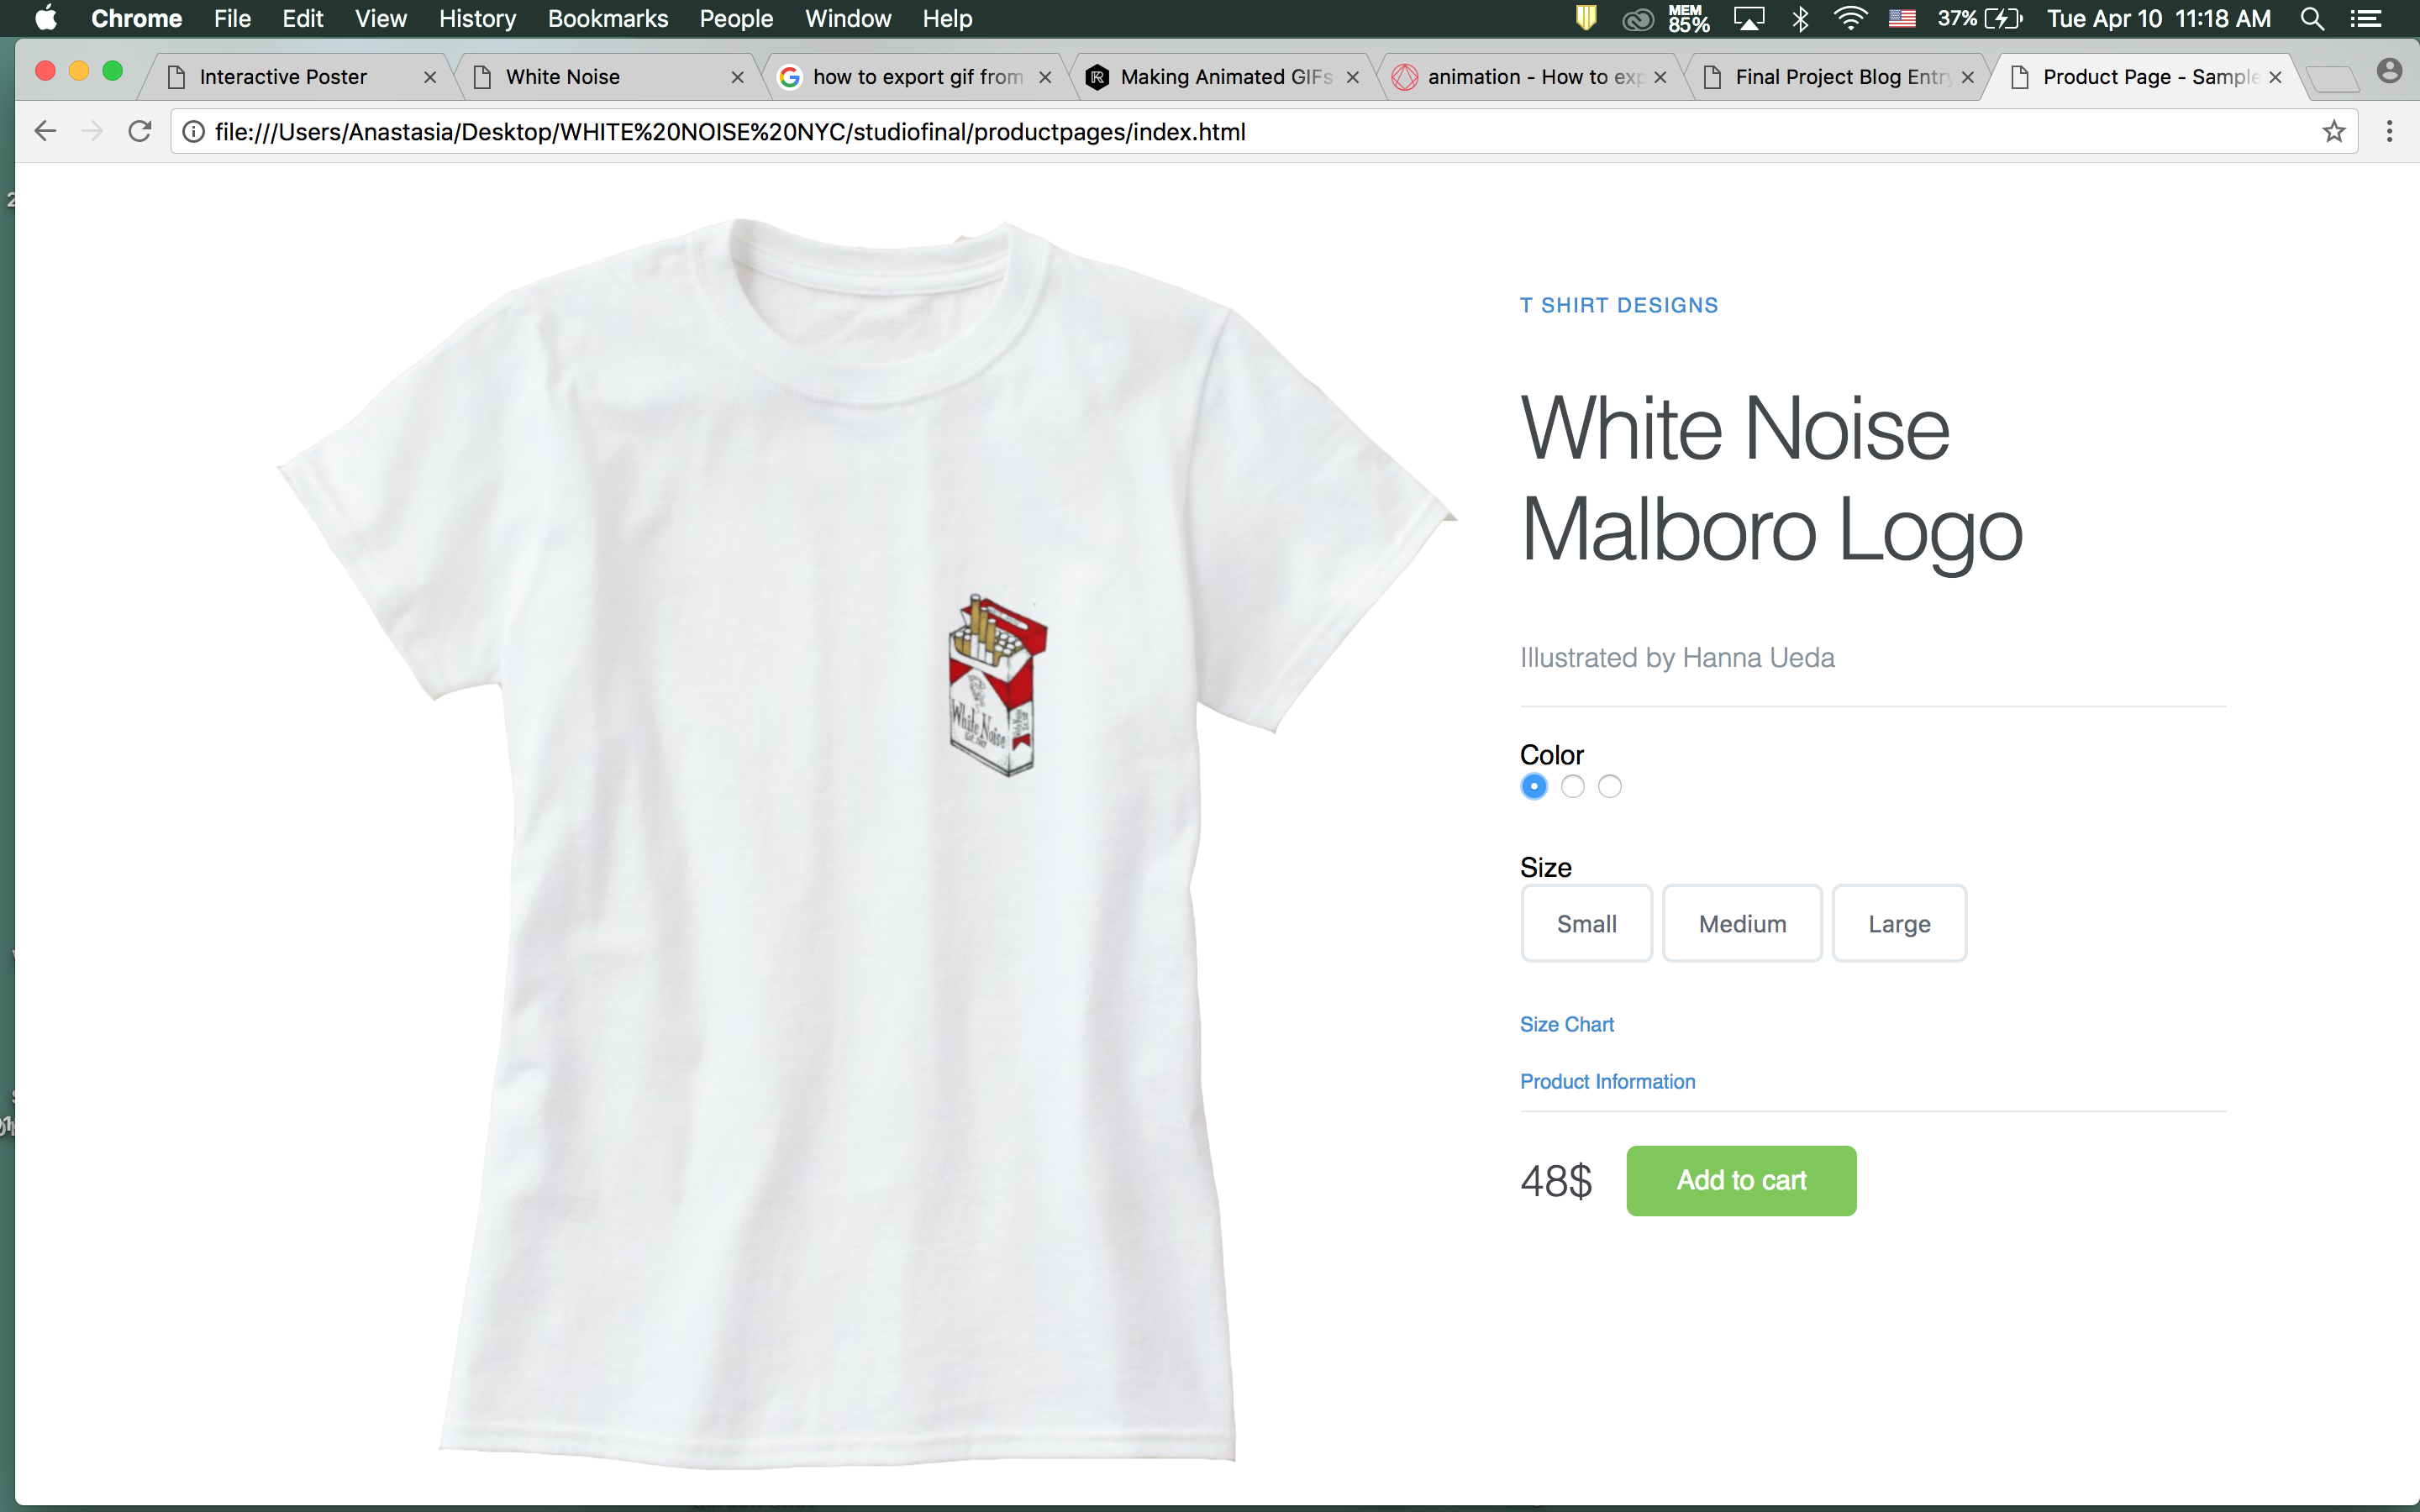 Chrome File Edit View History Bookmarks People Window Help MEM 85% 37% Tue Apr 10 11:18 AM
Interactive Poster White Noise how to export gif from Making Animated GIFs animation - How to exp Final Project Blog Entry Product Page - Sample
file:///Users/Anastasia/Desktop/WHITE%20NOISE%20NYC/studiofinal/productpages/index.html
T SHIRT DESIGNS
White Noise
Malboro Logo
Illustrated by Hanna Ueda
White Noise
Color
Size
Small Medium Large
Size Chart
Product Information
48$ Add to cart